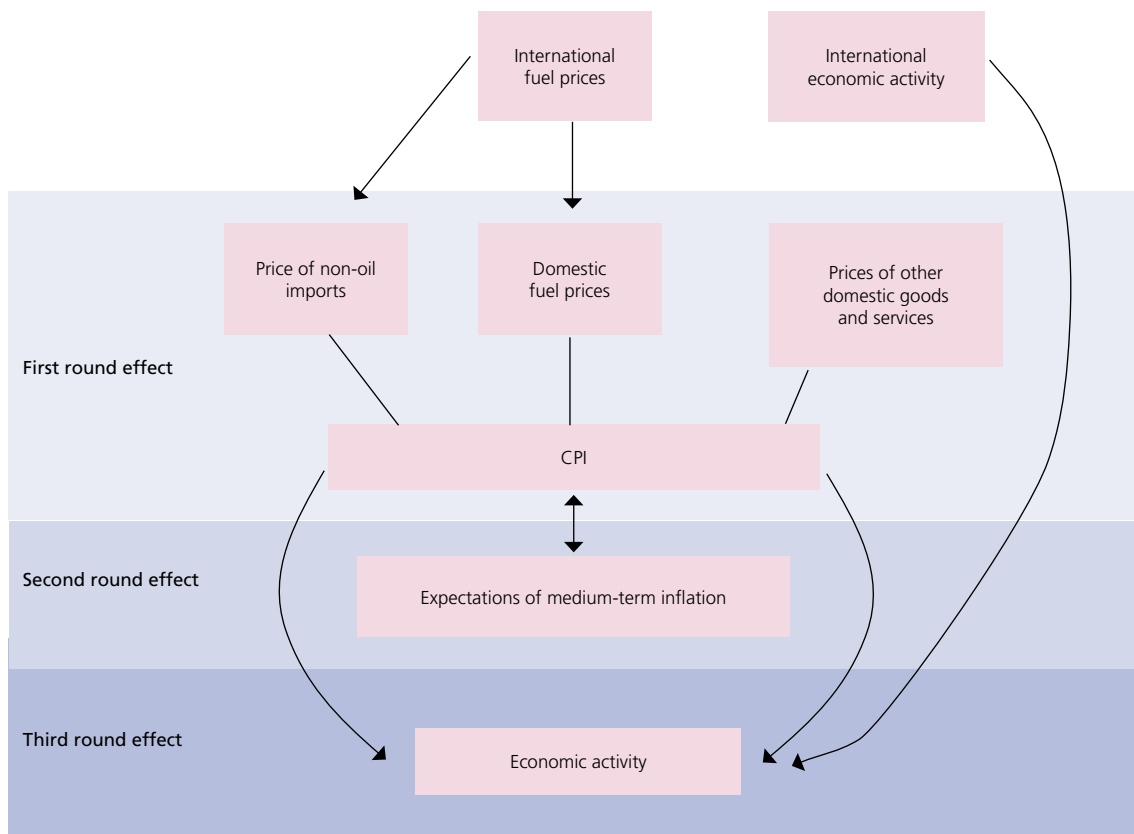 International
fuel prices
International
economic activity
Price of non-oil
imports
Domestic
fuel prices
Prices of other
domestic goods
and services
First round effect
CPI
Second round effect
Expectations of medium-term inflation
Third round effect
Economic activity